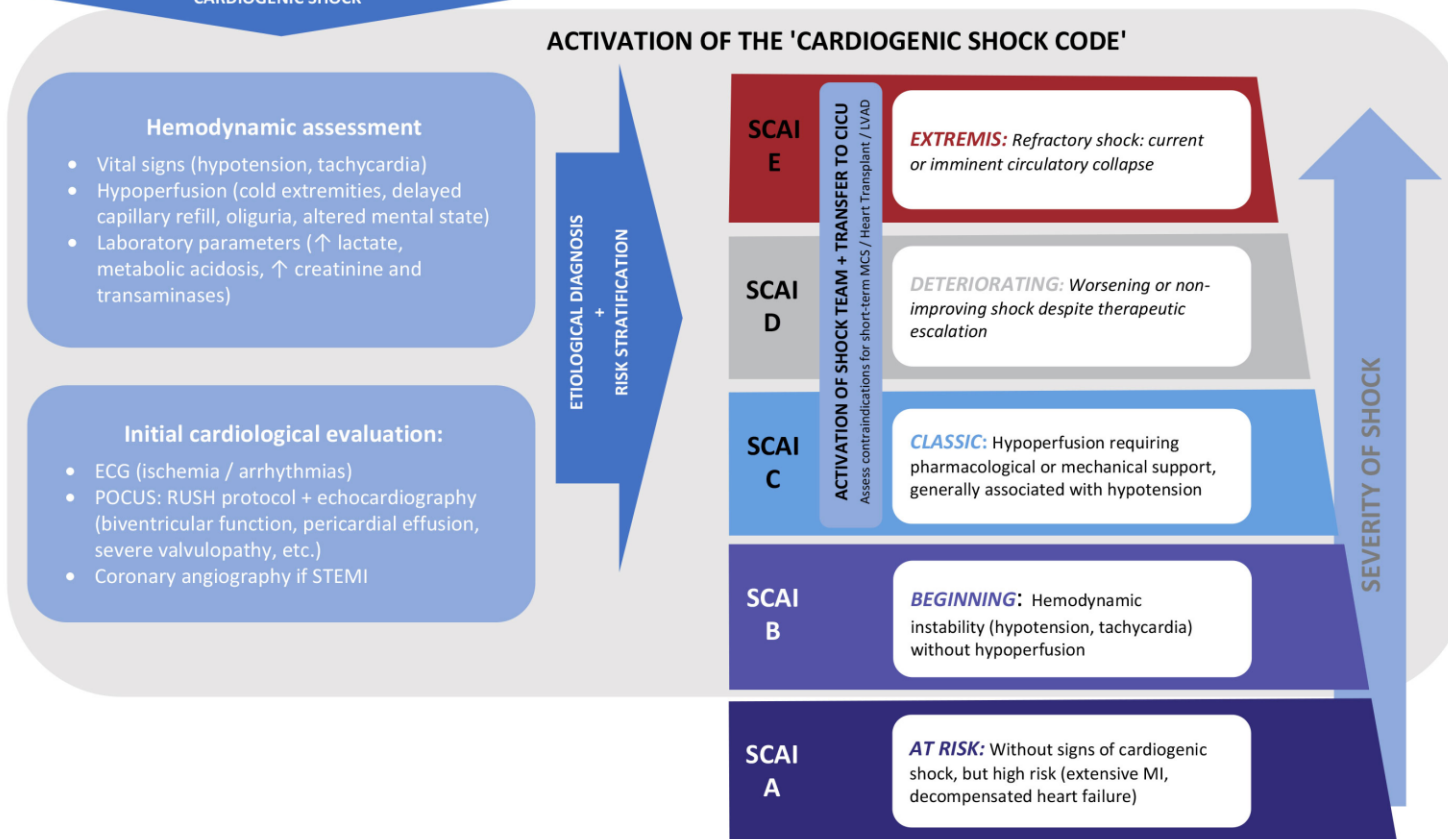 CARDIOGENIC SHOCK
ACTIVATION OF THE 'CARDIOGENIC SHOCK CODE'
Hemodynamic assessment
• Vital signs (hypotension, tachycardia)
• Hypoperfusion (cold extremities, delayed
capillary refill, oliguria, altered mental state)
• Laboratory parameters (↑ lactate,
metabolic acidosis, ↑ creatinine and
transaminases)
Initial cardiological evaluation:
• ECG (ischemia / arrhythmias)
• POCUS: RUSH protocol + echocardiography
(biventricular function, pericardial effusion,
severe valvulopathy, etc.)
• Coronary angiography if STEMI
ETIOLOGICAL DIAGNOSIS
+
RISK STRATIFICATION
ACTIVATION OF SHOCK TEAM + TRANSFER TO CICU
Assess contraindications for short-term MCS / Heart Transplant / LVAD
SCAI
E
EXTREMIS: Refractory shock: current
or imminent circulatory collapse
SCAI
D
DETERIORATING: Worsening or non-
improving shock despite therapeutic
escalation
SCAI
C
CLASSIC: Hypoperfusion requiring
pharmacological or mechanical support,
generally associated with hypotension
SCAI
B
BEGINNING: Hemodynamic
instability (hypotension, tachycardia)
without hypoperfusion
SCAI
A
AT RISK: Without signs of cardiogenic
shock, but high risk (extensive MI,
decompensated heart failure)
SEVERITY OF SHOCK